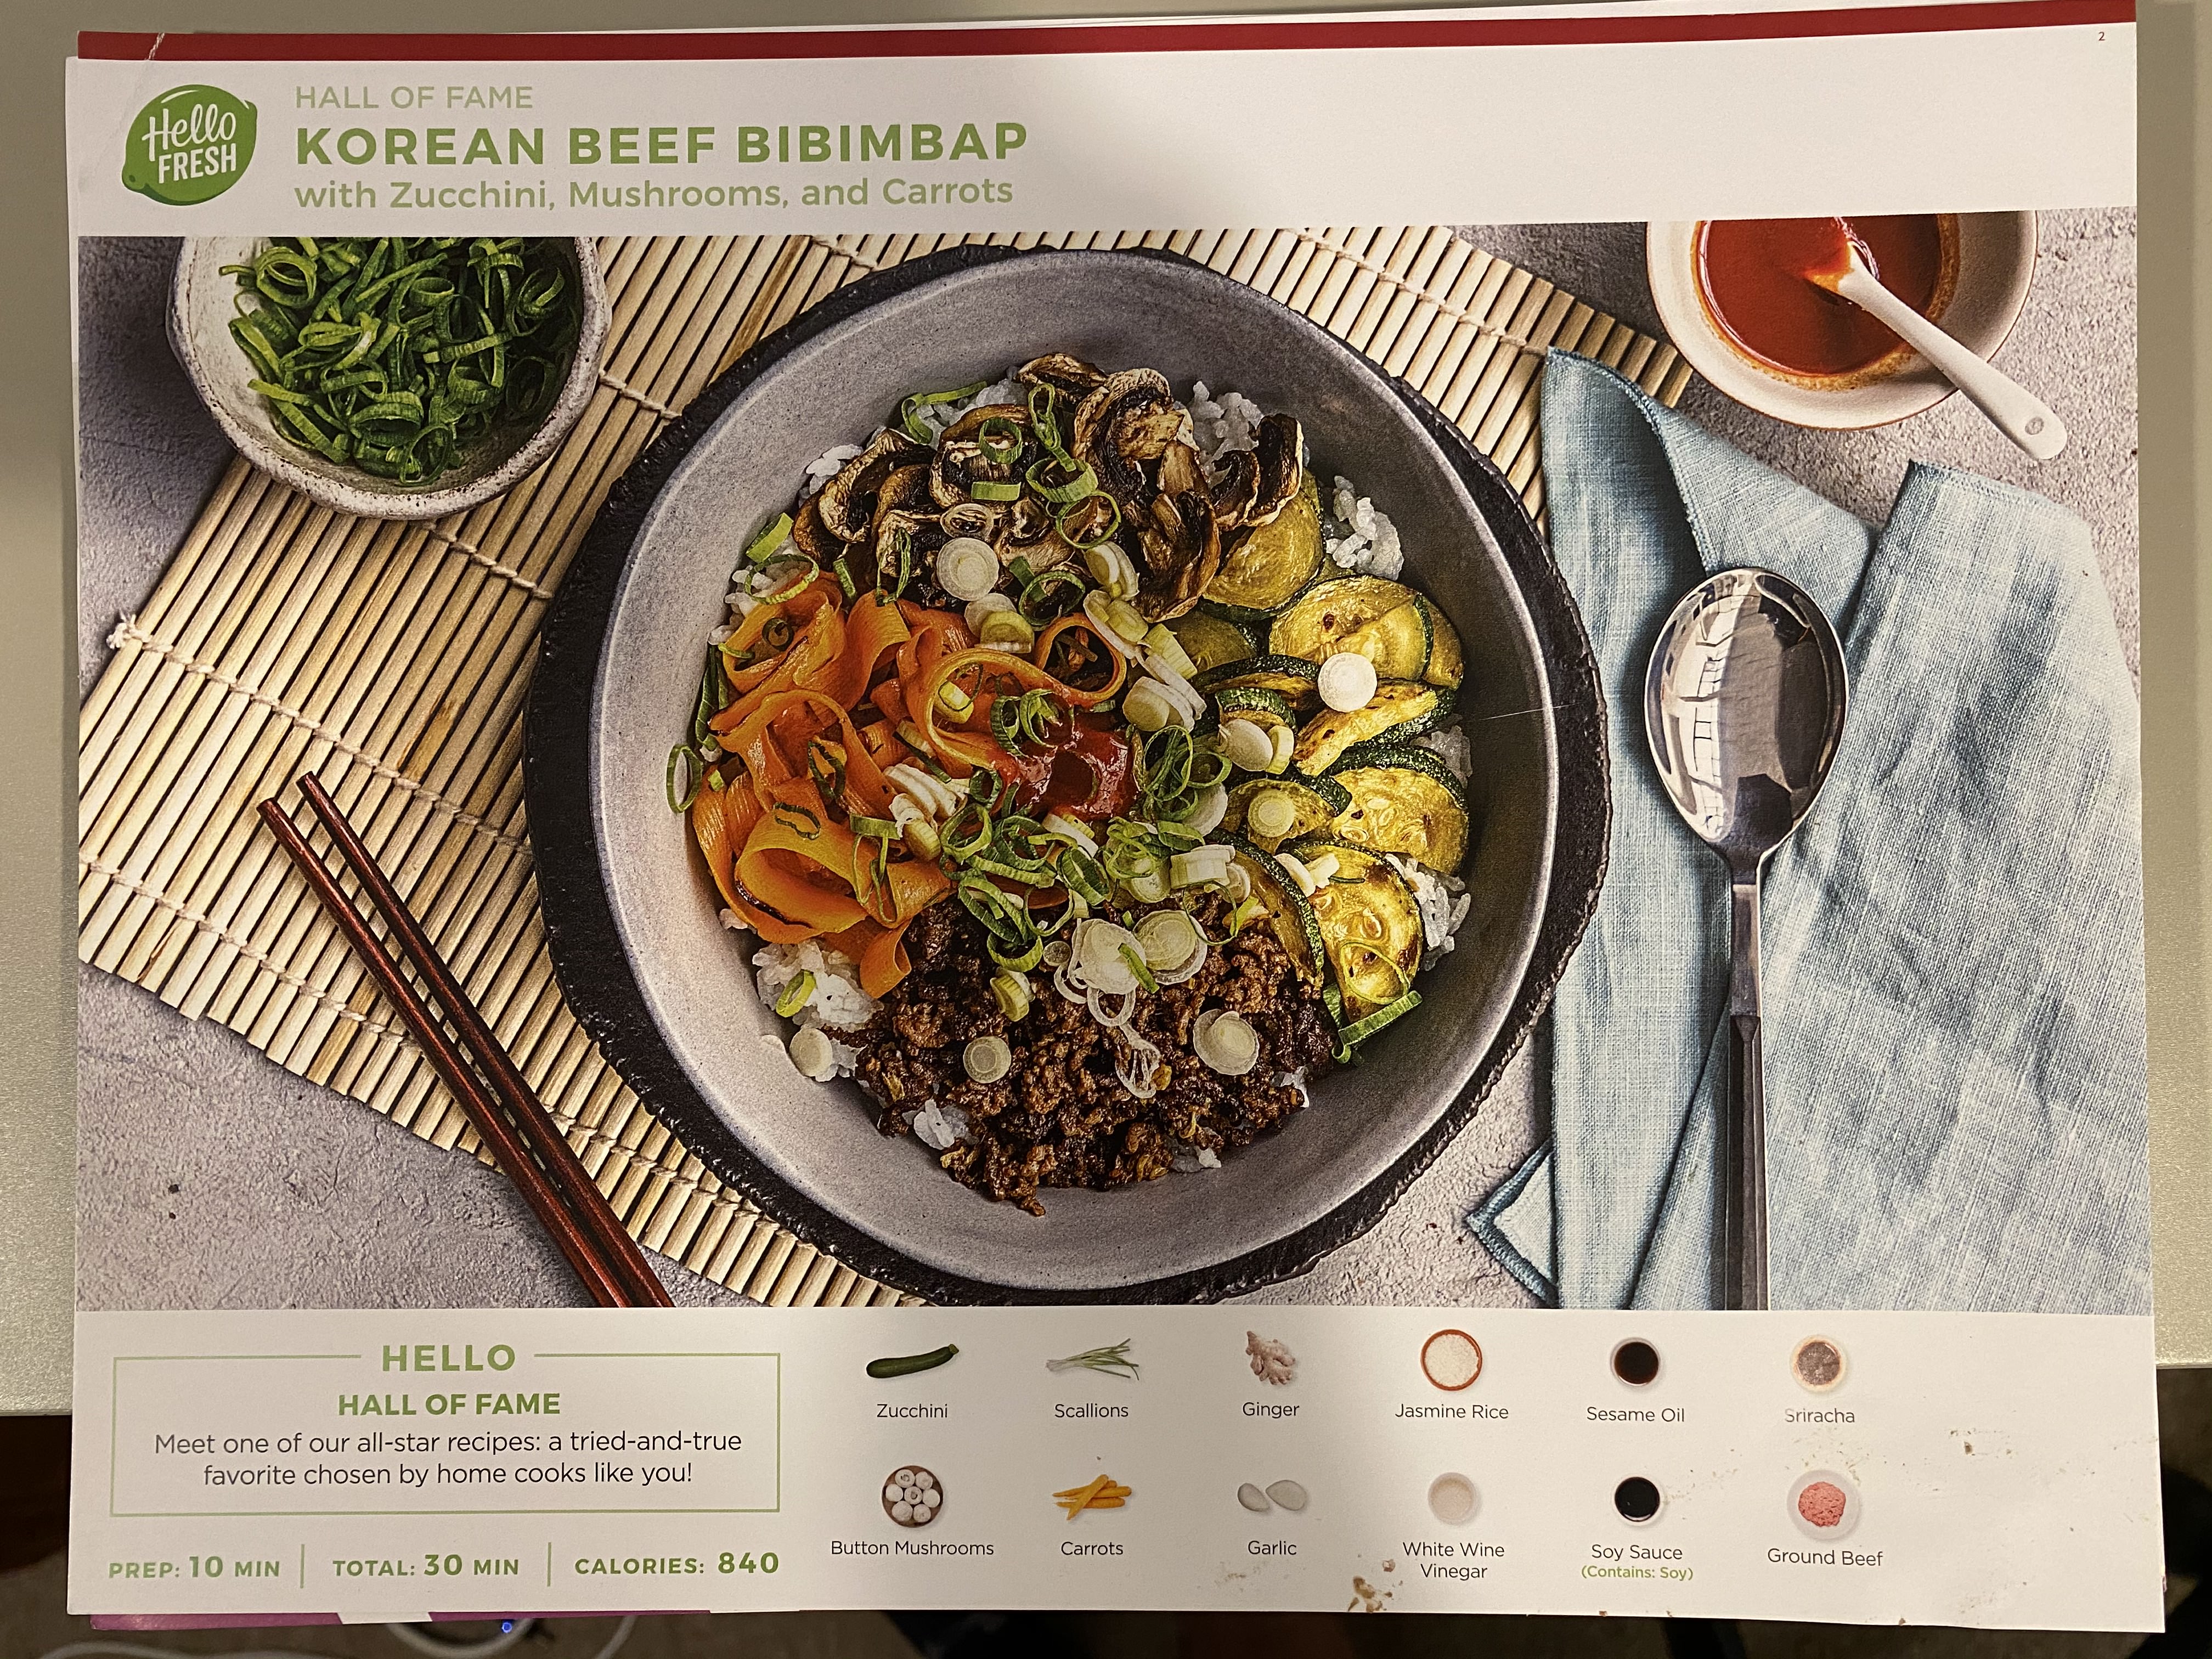 2
Hello
FRESH
HALL OF FAME
KOREAN BEEF BIBIMBAP
with Zucchini, Mushrooms, and Carrots
HELLO
HALL OF FAME
Meet one of our all-star recipes: a tried-and-true
favorite chosen by home cooks like you!
PREP: 10 MIN
TOTAL: 30 MIN
CALORIES: 840
Zucchini
Scallions
Ginger
Jasmine Rice
Sesame Oil
Sriracha
Button Mushrooms
Carrots
Garlic
White Wine
Vinegar
Soy Sauce
(Contains: Soy)
Ground Beef